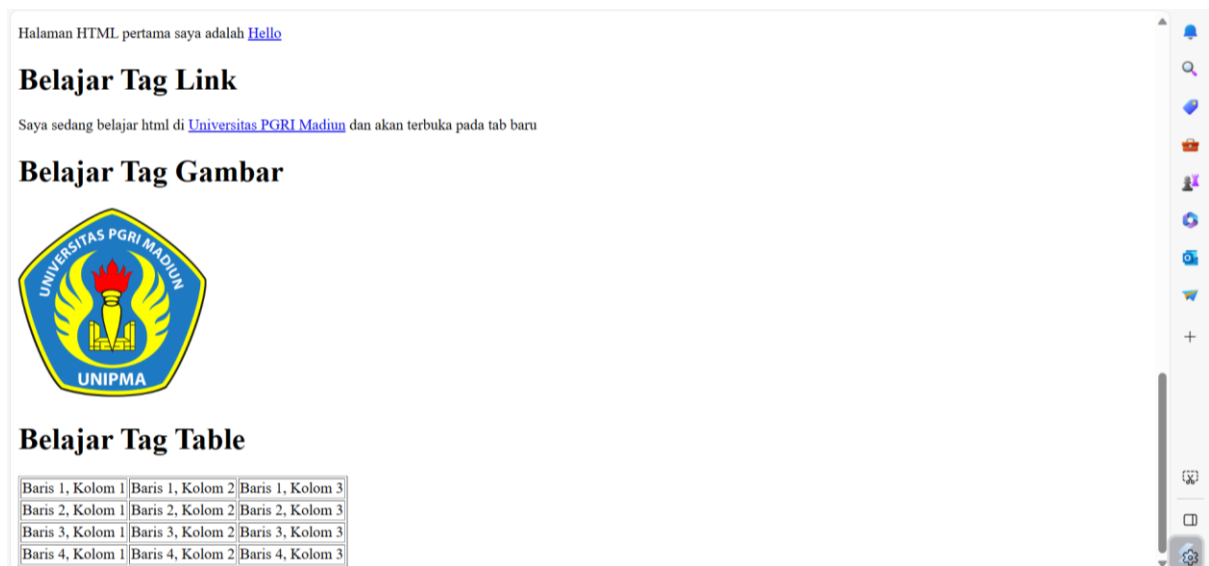 Halaman HTML pertama saya adalah Hello
Belajar Tag Link
Saya sedang belajar html di Universitas PGRI Madiun dan akan terbuka pada tab baru
Belajar Tag Gambar
UNIVERSITAS PGRI MADIUN
UNIPMA
Belajar Tag Table
Baris 1, Kolom 1 Baris 1, Kolom 2 Baris 1, Kolom 3
Baris 2, Kolom 1 Baris 2, Kolom 2 Baris 2, Kolom 3
Baris 3, Kolom 1 Baris 3, Kolom 2 Baris 3, Kolom 3
Baris 4, Kolom 1 Baris 4, Kolom 2 Baris 4, Kolom 3